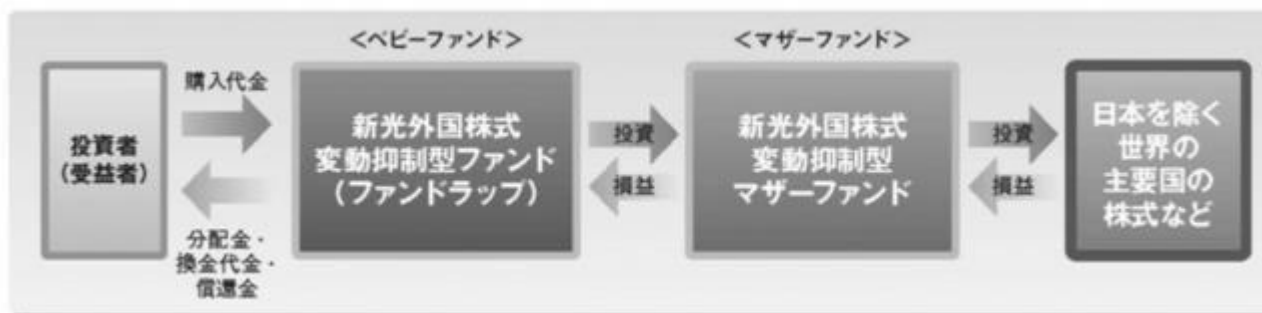 ＜ベビーファンド＞
＜マザーファンド＞
投資者
（受益者）
購入代金
分配金・
換金代金・
償還金
新光外国株式
変動抑制型ファンド
（ファンドラップ）
投資
損益
新光外国株式
変動抑制型
マザーファンド
投資
損益
日本を除く
世界の
主要国の
株式など